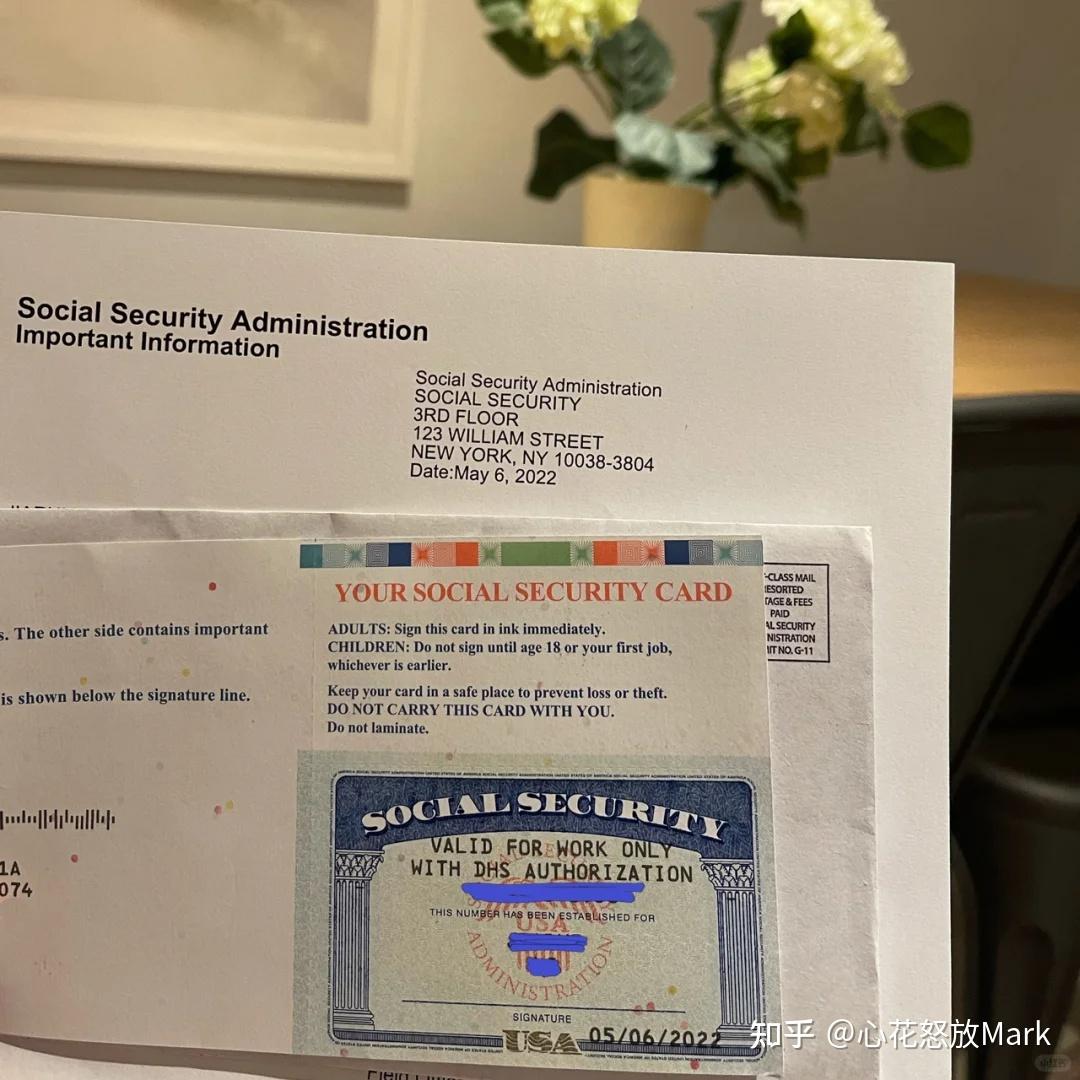 Social Security Administration
Important Information
Social Security Administration
SOCIAL SECURITY
3RD FLOOR
123 WILLIAM STREET
NEW YORK, NY 10038-3804
Date:May 6, 2022
-CLASS MAIL
ESORTED
TAGE & FEES
PAID
AL SECURITY
NISTRATION
IT NO. G-11
s. The other side contains important
is shown below the signature line.
1A
074
YOUR SOCIAL SECURITY CARD
ADULTS: Sign this card in ink immediately.
CHILDREN: Do not sign until age 18 or your first job,
whichever is earlier.
Keep your card in a safe place to prevent loss or theft.
DO NOT CARRY THIS CARD WITH YOU.
Do not laminate.
SOCIAL SECURITY
VALID FOR WORK ONLY
WITH DHS AUTHORIZATION
THIS NUMBER HAS BEEN ESTABLISHED FOR
USA
ADMINISTRATION
SIGNATURE
USA 05/06/2022
知乎 @心花怒放Mark